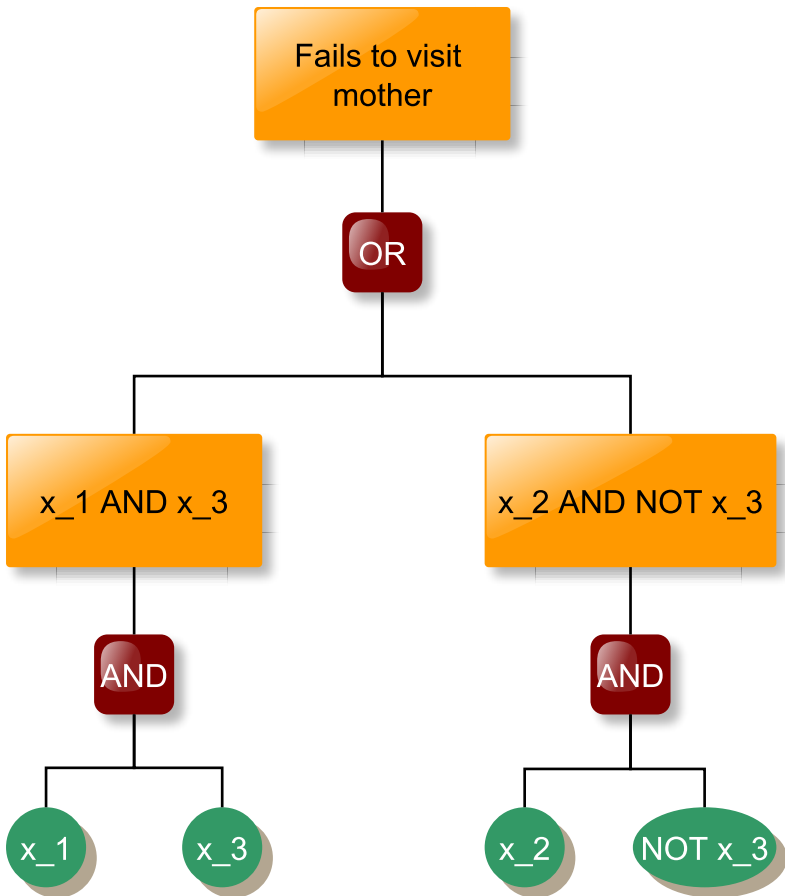 Fails to visit
mother
OR
x_1 AND x_3
x_2 AND NOT x_3
AND
AND
x_1
x_3
x_2
NOT x_3